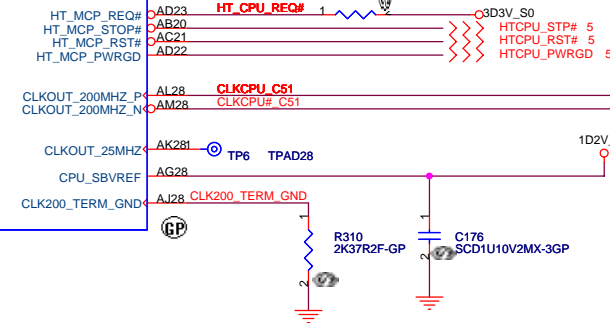 HT_MCP_REQ# AD23 HT_CPU_REQ# 1 2 3D3V_S0
HT_MCP_STOP# AB20 HTCPU_STP# 5
HT_MCP_RST# AC21 HTCPU_RST# 5
HT_MCP_PWRGD AD22 HTCPU_PWRGD 5
CLKOUT_200MHZ_P AL28 CLKCPU_C51
CLKOUT_200MHZ_N AM28 CLKCPU#_C51
1D2V_
CLKOUT_25MHZ AK28 1 TP6 TPAD28
CPU_SBVREF AG28
CLK200_TERM_GND AJ28 CLK200_TERM_GND
GP
1 1
R310 C176
2K37R2F-GP SCD1U10V2MX-3GP
2 2